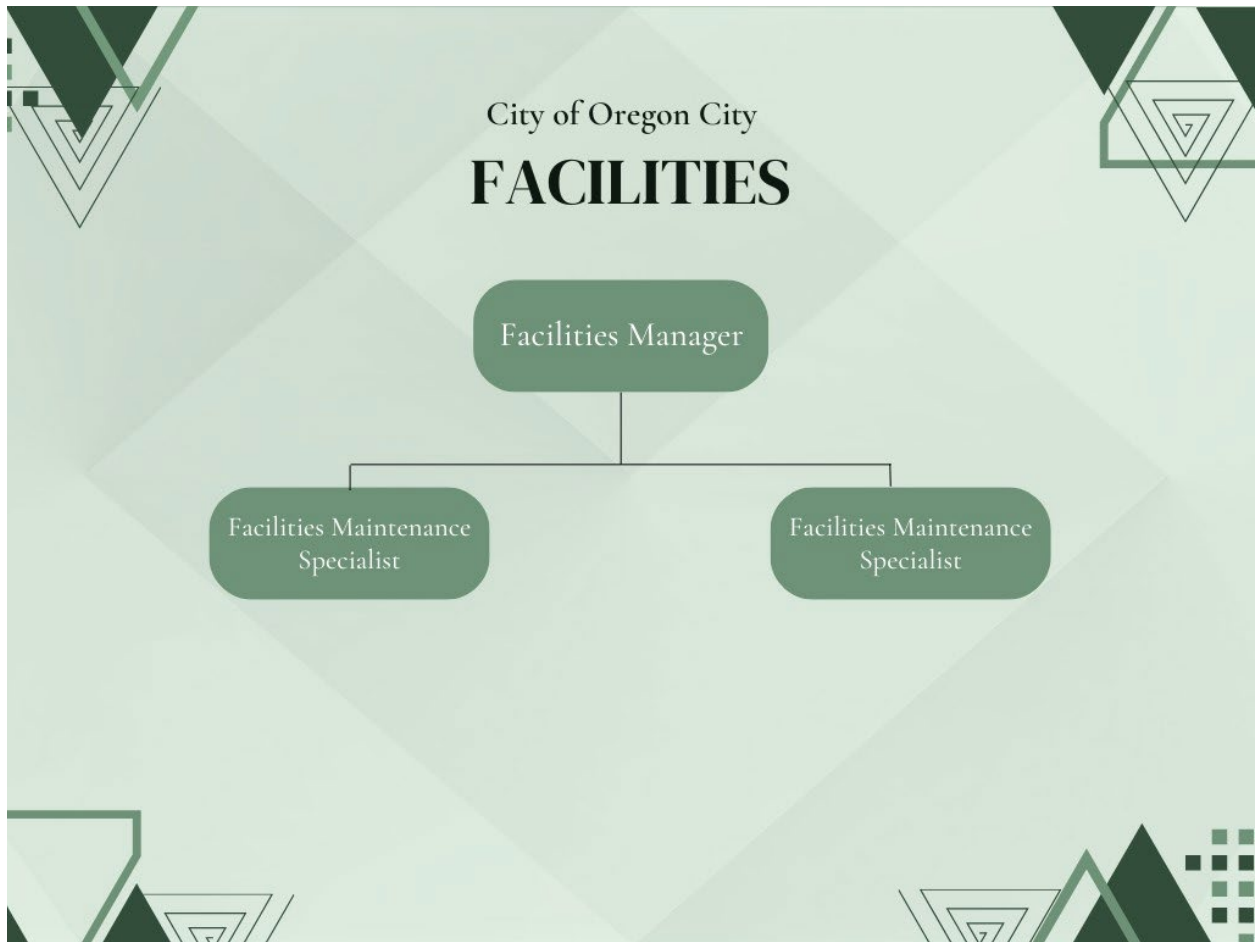 City of Oregon City
FACILITIES
Facilities Manager
Facilities Maintenance
Specialist
Facilities Maintenance
Specialist